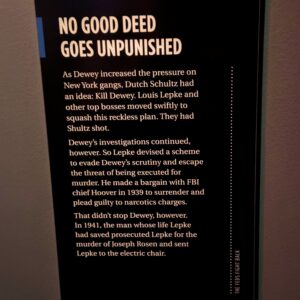 NO GOOD DEED
GOES UNPUNISHED
As Dewey increased the pressure on
New York gangs, Dutch Schultz had
an idea: Kill Dewey. Louis Lepke and
other top bosses moved swiftly to
squash this reckless plan. They had
Shultz shot.
Dewey's investigations continued,
however. So Lepke devised a scheme
to evade Dewey's scrutiny and escape
the threat of being executed for
murder. He made a bargain with FBI
chief Hoover in 1939 to surrender and
plead guilty to narcotics charges.
That didn't stop Dewey, however.
In 1941, the man whose life Lepke
had saved prosecuted Lepke for the
murder of Joseph Rosen and sent
Lepke to the electric chair.
THE FEDS FIGHT BACK